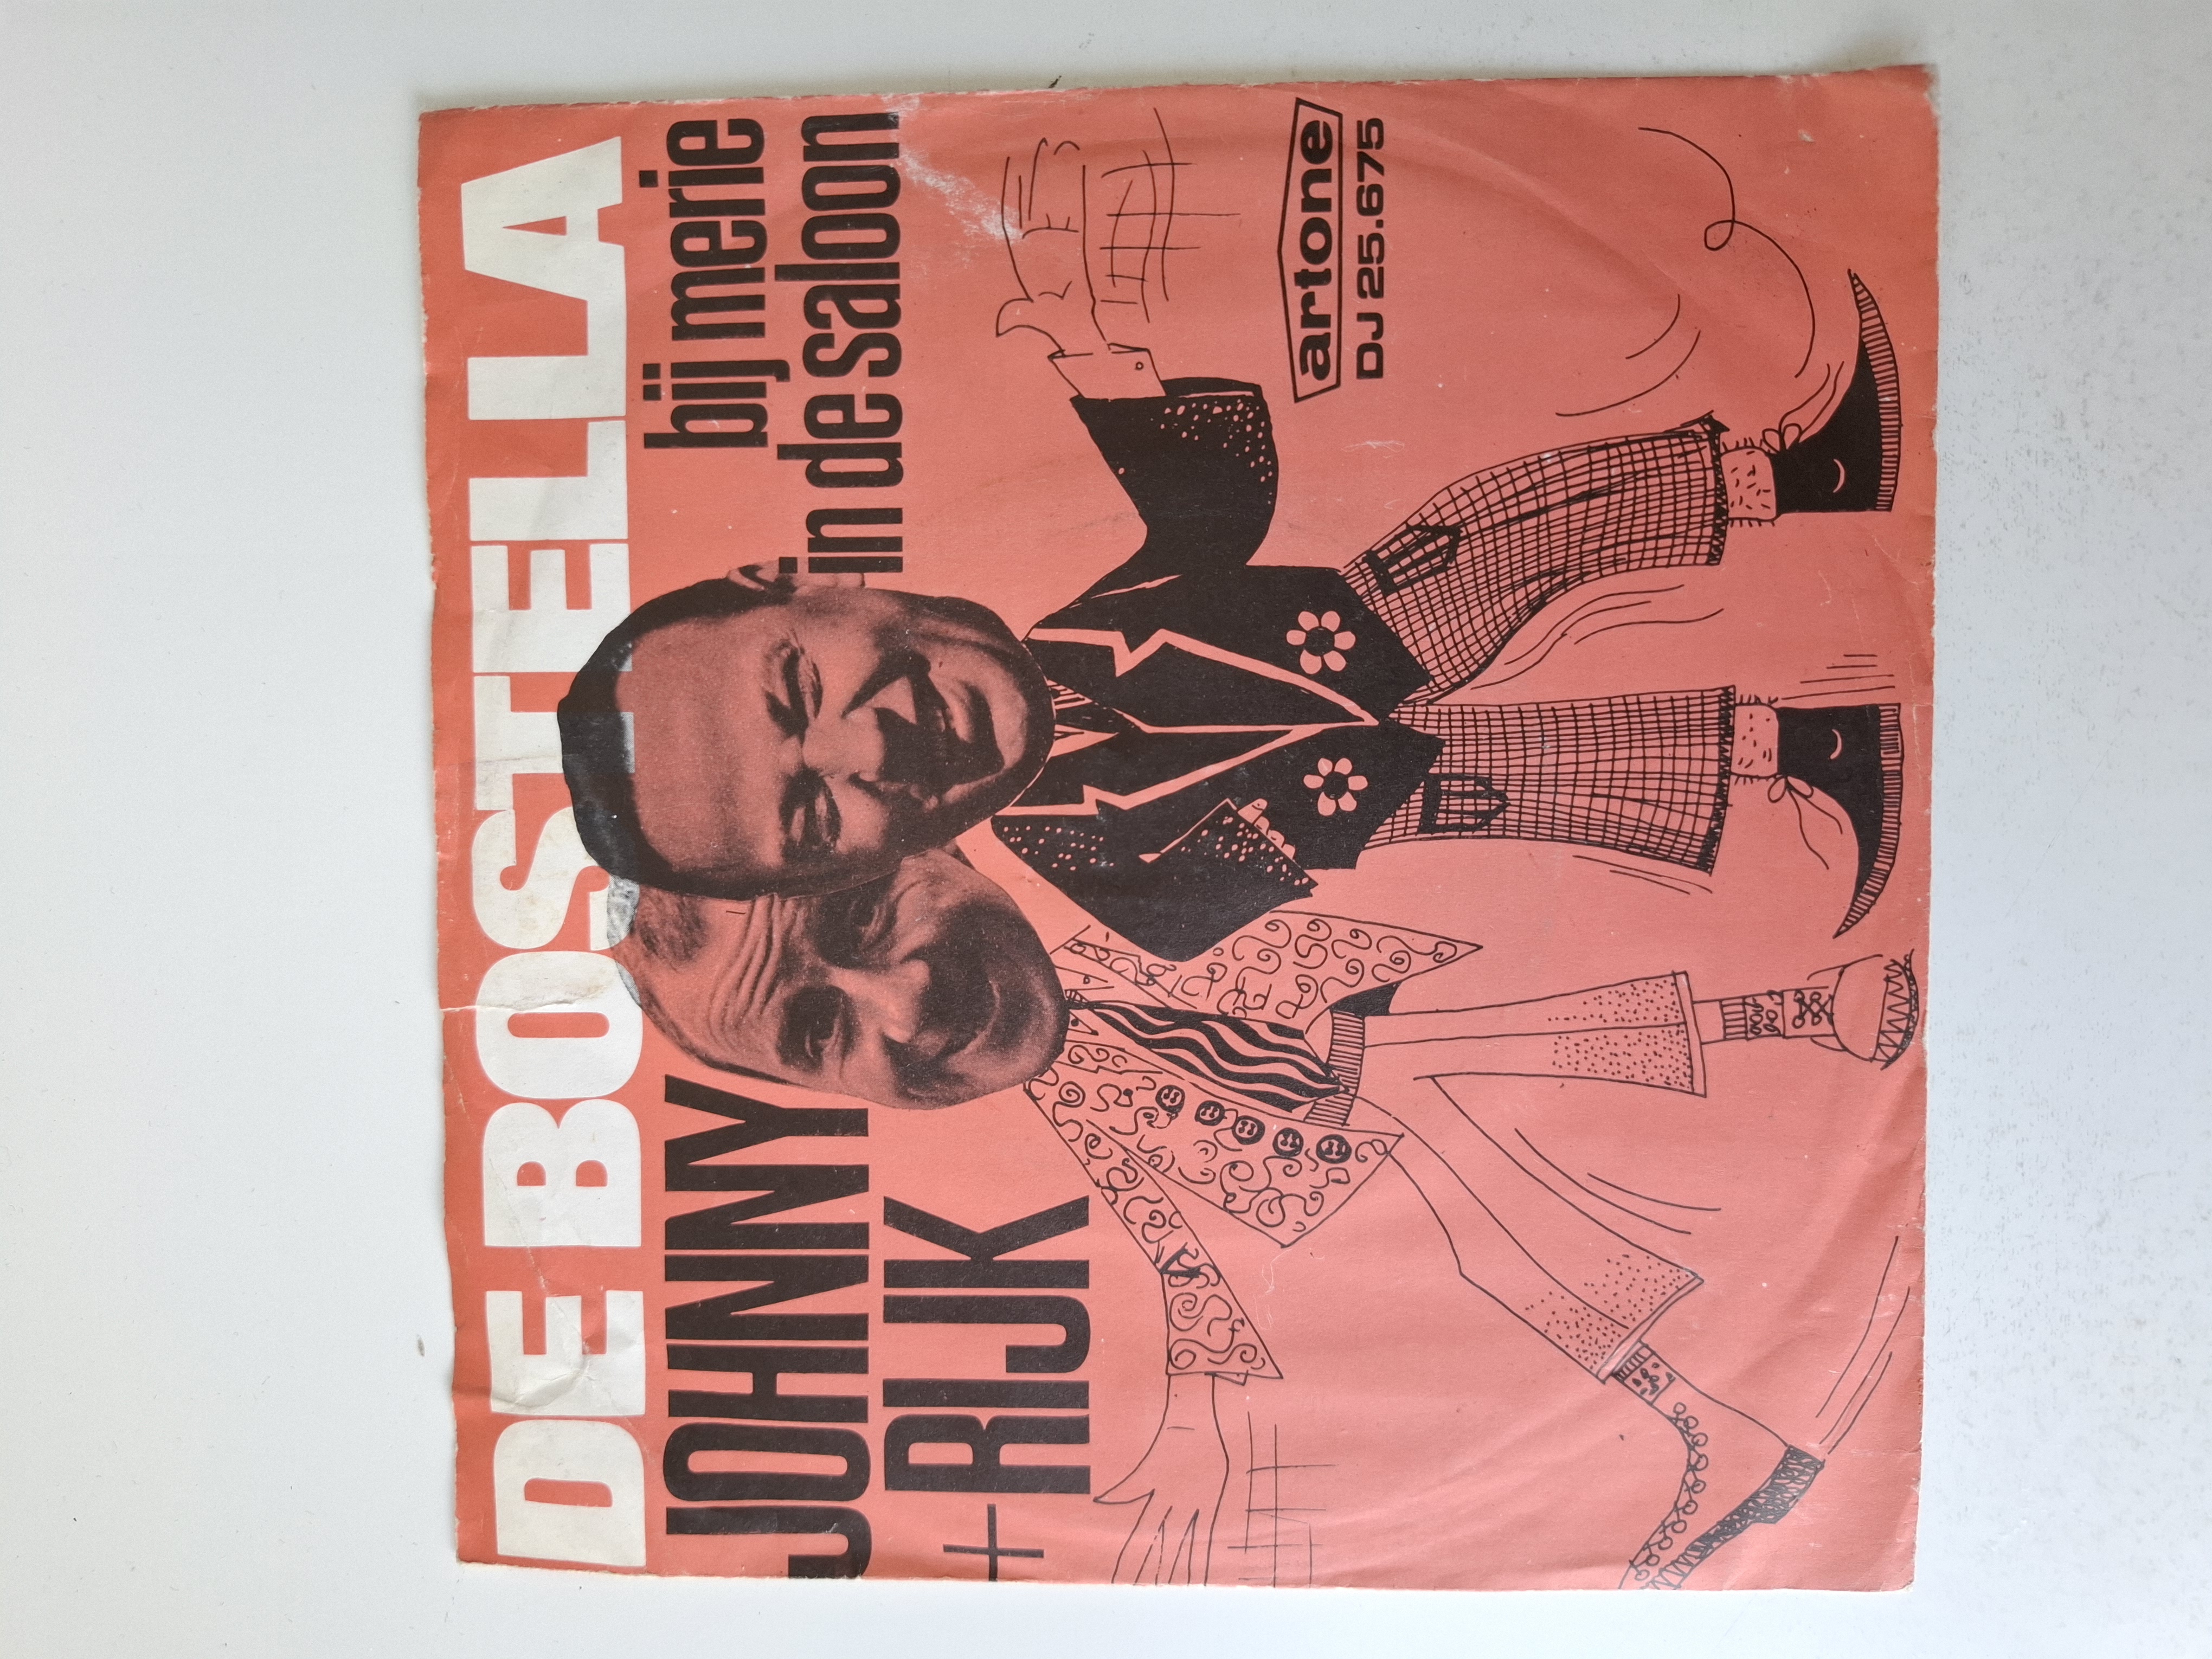 DE BOSTELLA
bij merie
in de saloon
JOHNNY
+RIJK
artone
DJ 25.675